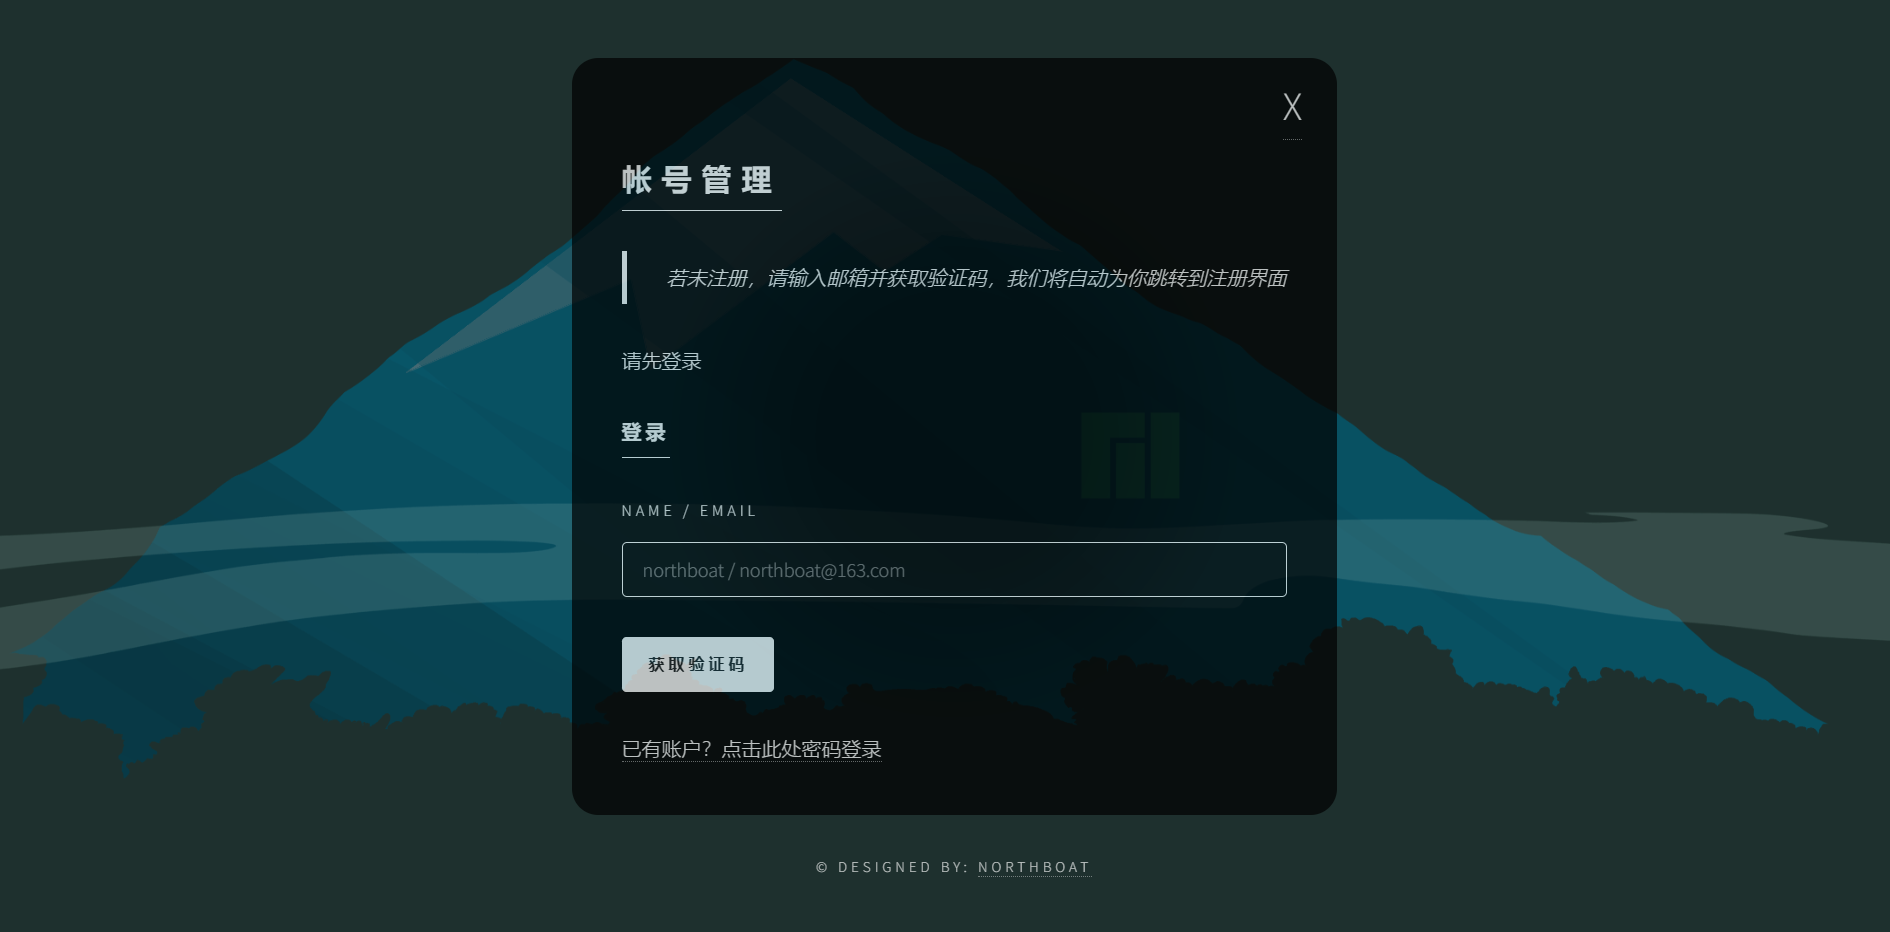 X
帐号管理
若未注册，请输入邮箱并获取验证码，我们将自动为你跳转到注册界面
请先登录
登录
NAME / EMAIL
northboat / northboat@163.com
获取验证码
已有账户？点击此处密码登录
© DESIGNED BY: NORTHBOAT